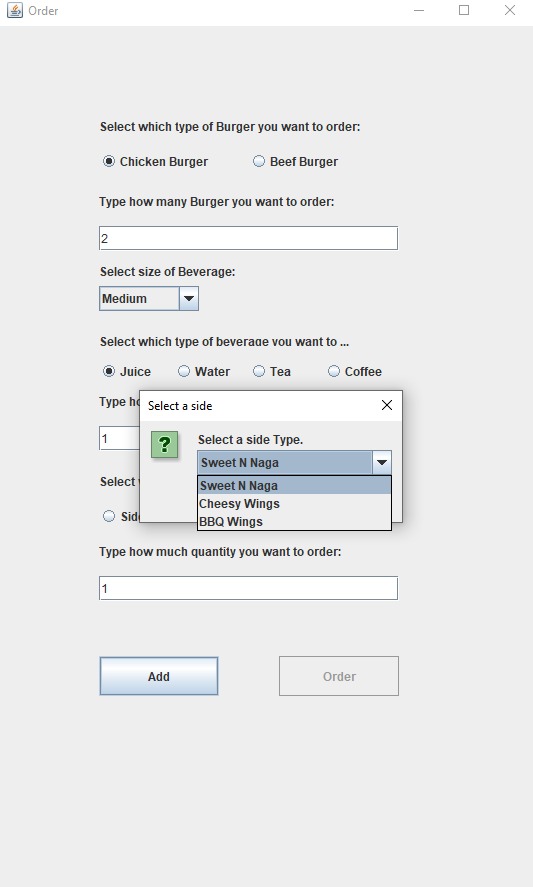 Order
Select which type of Burger you want to order:
Chicken Burger Beef Burger
Type how many Burger you want to order:
2
Select size of Beverage:
Medium
Select which type of beverage you want to ...
Juice Water Tea Coffee
Type
1
Select
Select a side
?
Select a side Type.
Sweet N Naga
Sweet N Naga
Cheesy Wings
BBQ Wings
Type how much quantity you want to order:
1
Add Order